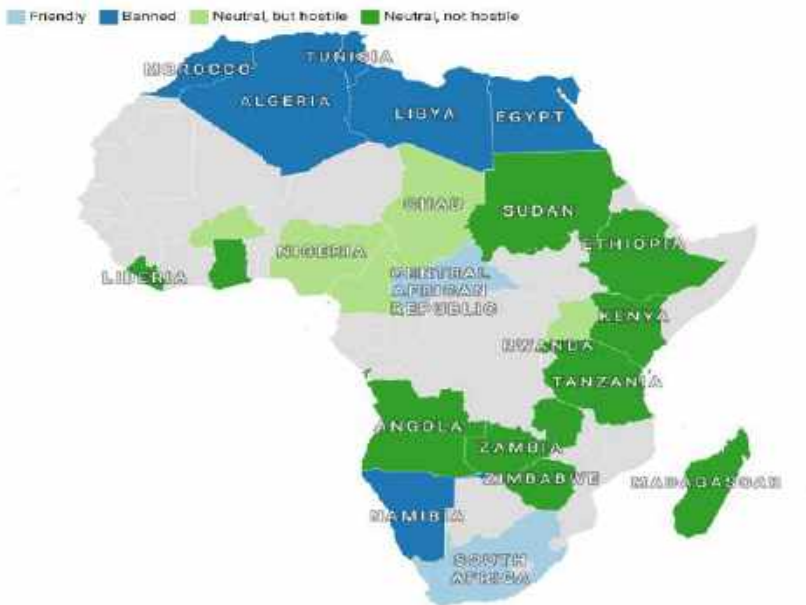 Friendly Banned Neutral, but hostile Neutral, not hostile
MOROCCO
TUNISIA
ALGERIA
LIBYA
EGYPT
CHAD
SUDAN
NIGERIA
ETHIOPIA
LIBERIA
CENTRAL
AFRICAN
REPUBLIC
KENYA
RWANDA
TANZANIA
ANGOLA
ZAMBIA
ZIMBABWE
MADAGASCAR
NAMIBIA
SOUTH
AFRICA